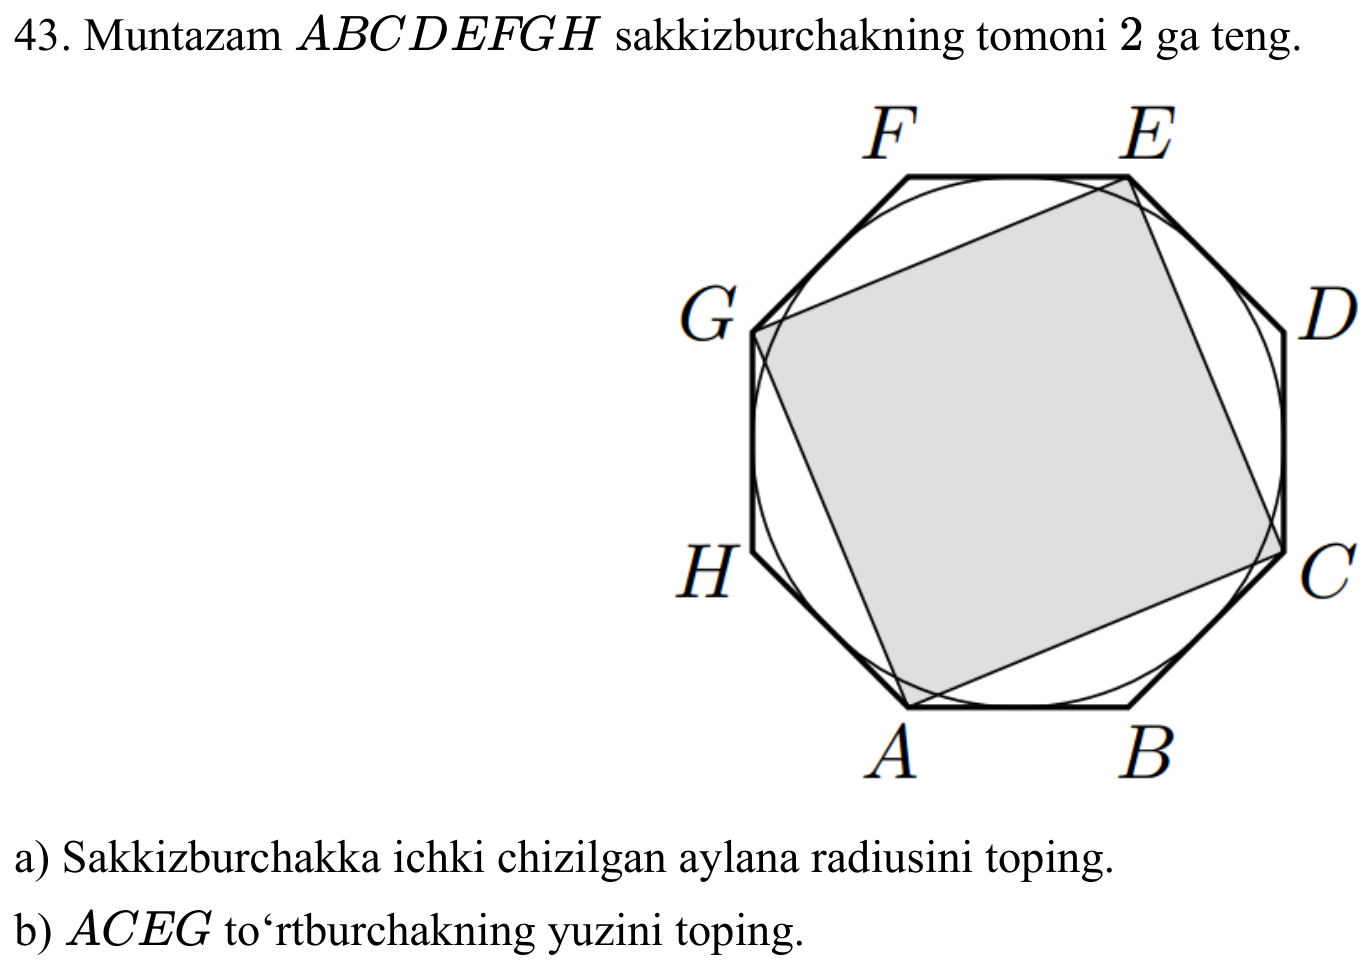 43. Muntazam ABCDEFGH sakkizburchakning tomoni 2 ga teng.
F E
G D
H C
A B
a) Sakkizburchakka ichki chizilgan aylana radiusini toping.
b) ACEG to‘rtburchakning yuzini toping.